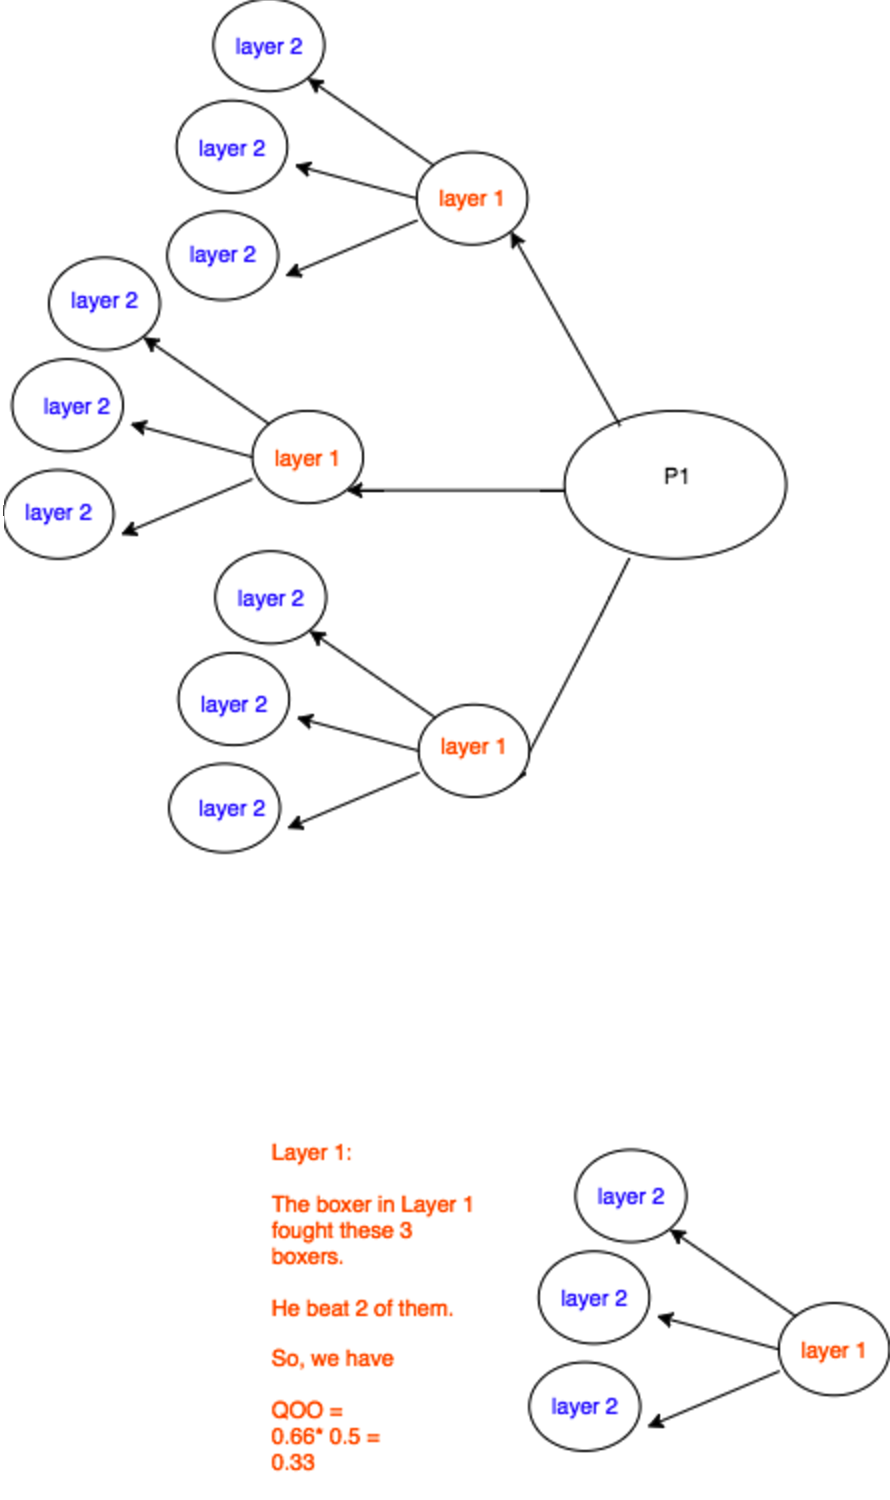 layer 2
layer 2
layer 1
layer 2
layer 2
layer 2
layer 1
P1
layer 2
layer 2
layer 2
layer 1
layer 2
Layer 1:
The boxer in Layer 1
fought these 3
boxers.
He beat 2 of them.
So, we have
QOO =
0.66* 0.5 =
0.33
layer 2
layer 2
layer 1
layer 2